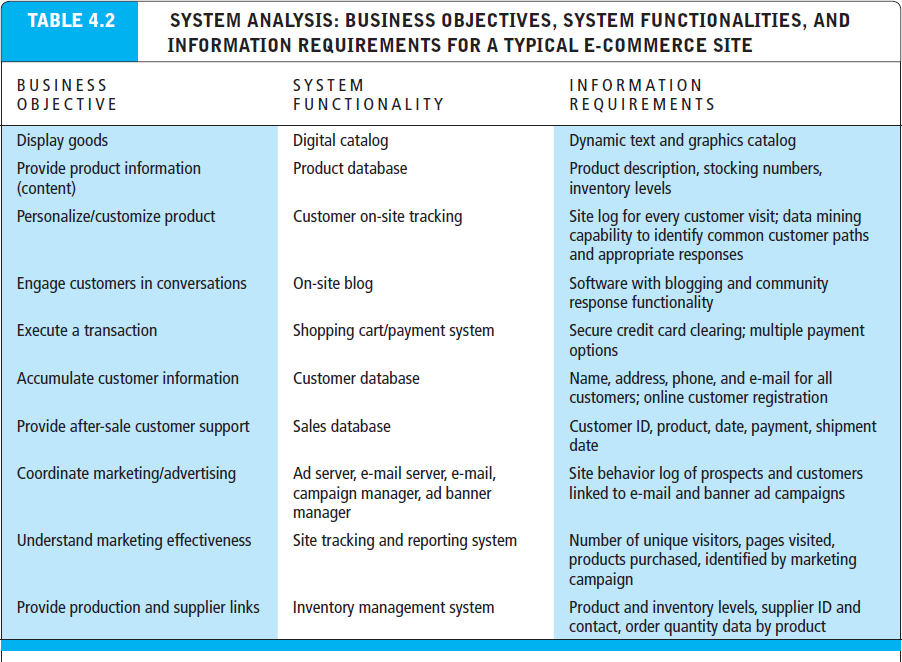 TABLE 4.2
SYSTEM ANALYSIS: BUSINESS OBJECTIVES, SYSTEM FUNCTIONALITIES, AND
INFORMATION REQUIREMENTS FOR A TYPICAL E-COMMERCE SITE
BUSINESS
OBJECTIVE
SYSTEM
FUNCTIONALITY
INFORMATION
REQUIREMENTS
Display goods
Digital catalog
Dynamic text and graphics catalog
Provide product information
(content)
Product database
Product description, stocking numbers,
inventory levels
Personalize/customize product
Customer on-site tracking
Site log for every customer visit; data mining
capability to identify common customer paths
and appropriate responses
Engage customers in conversations
On-site blog
Software with blogging and community
response functionality
Execute a transaction
Shopping cart/payment system
Secure credit card clearing; multiple payment
options
Accumulate customer information
Customer database
Name, address, phone, and e-mail for all
customers; online customer registration
Provide after-sale customer support
Sales database
Customer ID, product, date, payment, shipment
date
Coordinate marketing/advertising
Ad server, e-mail server, e-mail,
campaign manager, ad banner
manager
Site behavior log of prospects and customers
linked to e-mail and banner ad campaigns
Understand marketing effectiveness
Site tracking and reporting system
Number of unique visitors, pages visited,
products purchased, identified by marketing
campaign
Provide production and supplier links
Inventory management system
Product and inventory levels, supplier ID and
contact, order quantity data by product